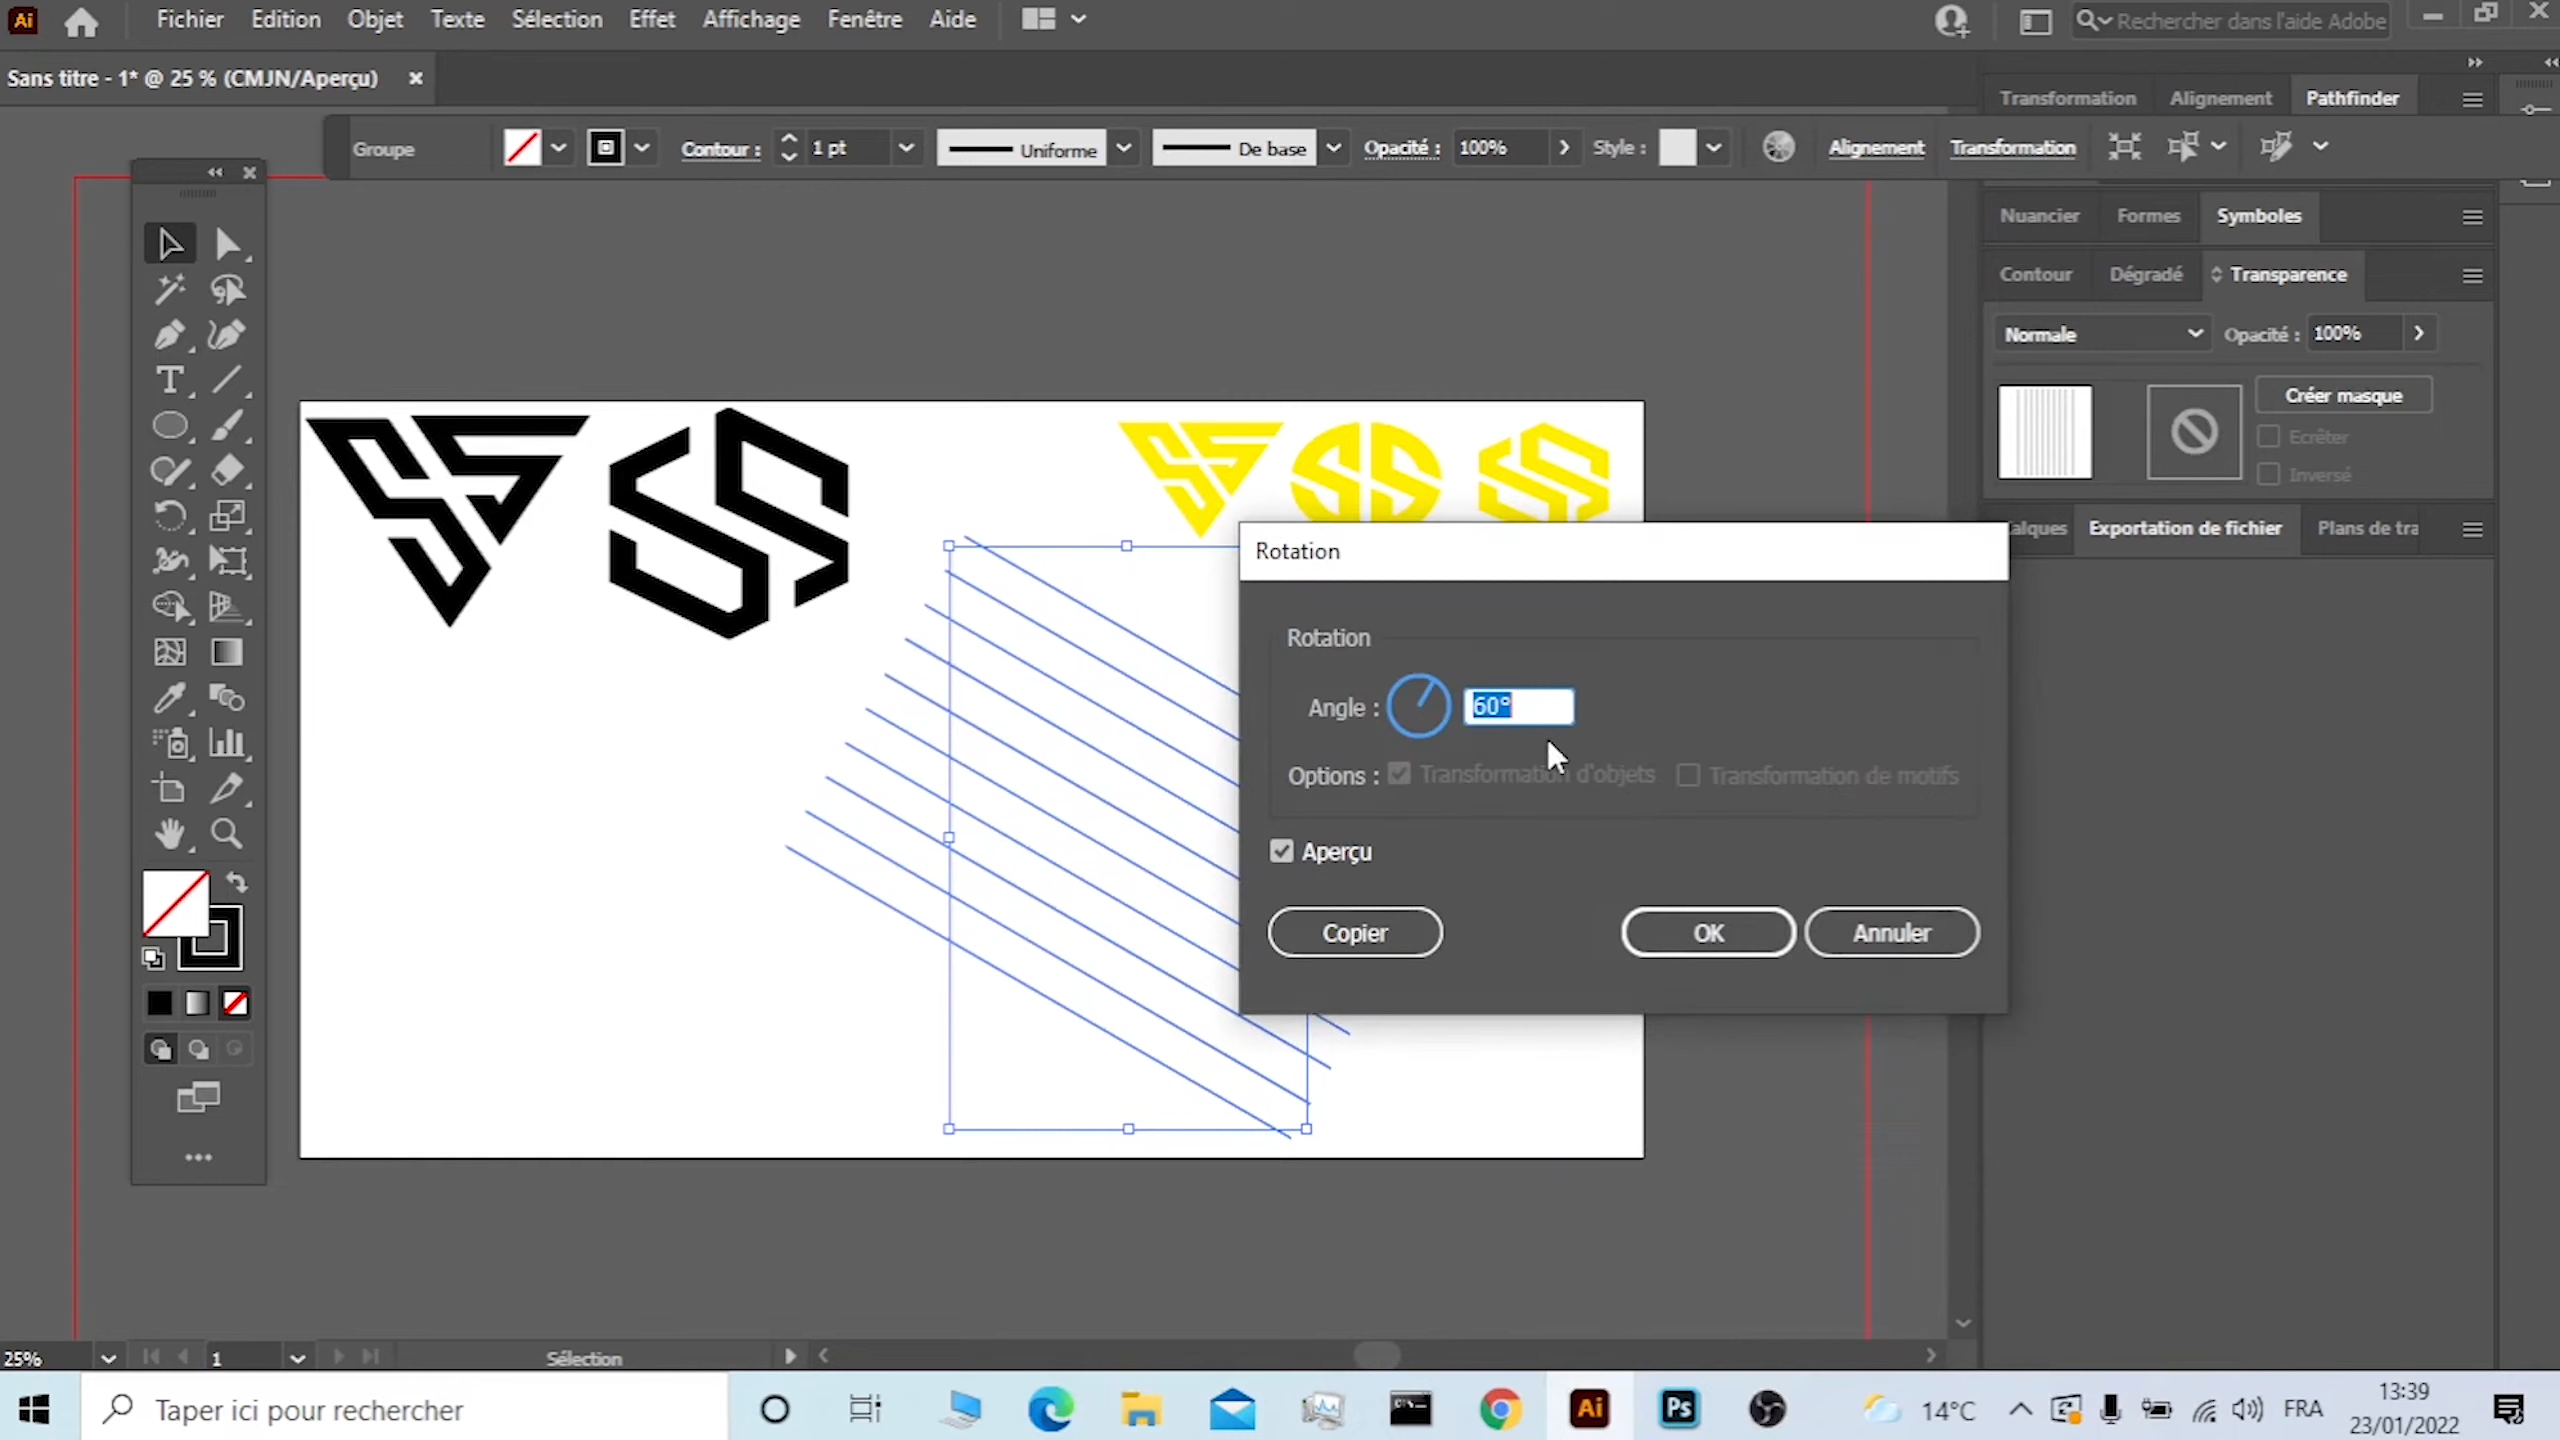 Ai Fichier Edition Objet Texte Sélection Effet Affichage Fenêtre Aide Rechercher dans l'aide Adobe
Sans titre - 1* @ 25 % (CMJN/Aperçu) ×
Transformation Alignement Pathfinder
Groupe Contour : 1 pt Uniforme De base Opacité : 100% Style : Alignement Transformation
Nuancier Formes Symboles
Contour Dégradé Transparence
Normale Opacité : 100%
Créer masque
Ecrêter
Inversé
alques Exportation de fichier Plans de tra
Rotation
Rotation
Angle : 60°
Options : Transformation d'objets Transformation de motifs
Aperçu
Copier OK Annuler
25% 1 Sélection
Taper ici pour rechercher
Ai Ps
14°C FRA
13:39
23/01/2022